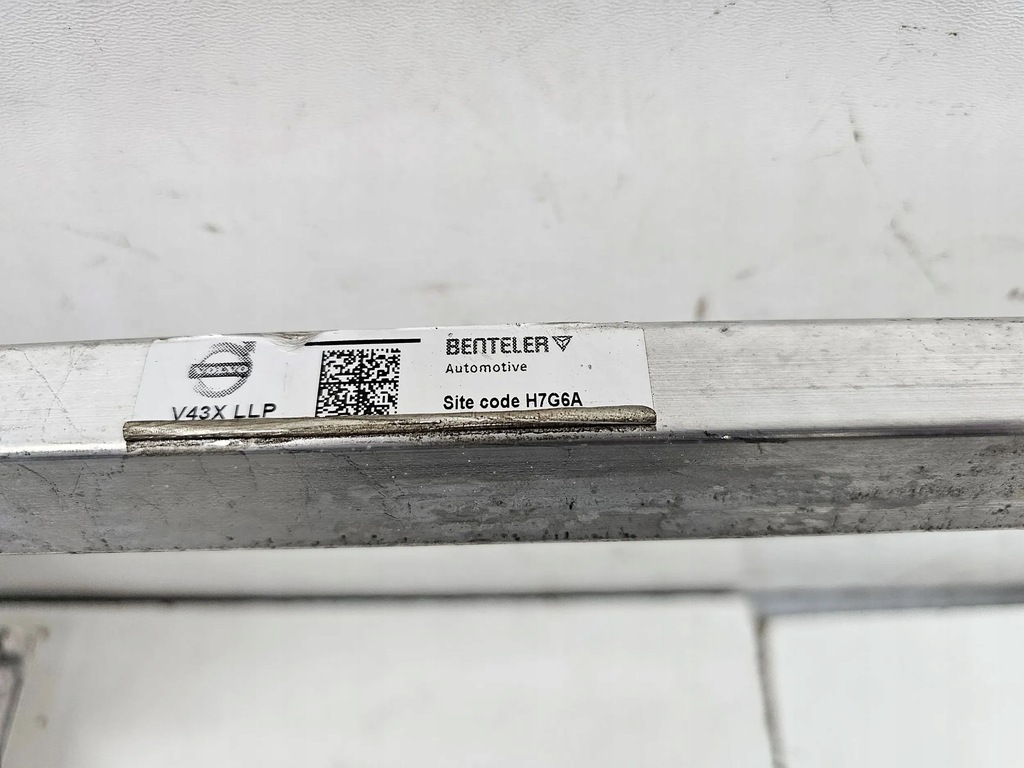 VOLVO
V43X LLP
BENTELER
Automotive
Site code H7G6A